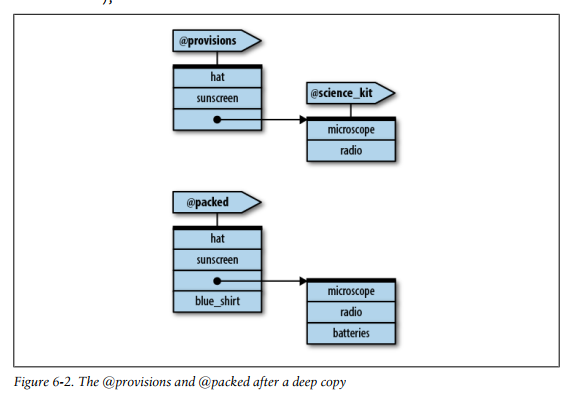 @provisions
hat
sunscreen
@science_kit
microscope
radio
@packed
hat
sunscreen
blue_shirt
microscope
radio
batteries
Figure 6-2. The @provisions and @packed after a deep copy